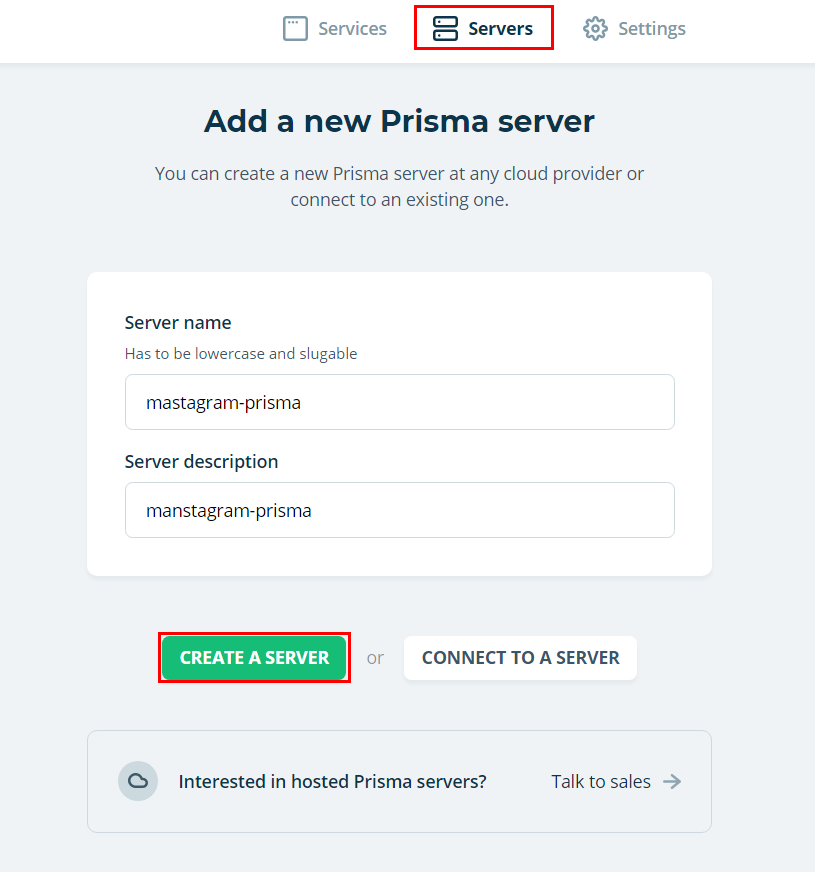 Services
Servers
Settings
Add a new Prisma server
You can create a new Prisma server at any cloud provider or
connect to an existing one.
Server name
Has to be lowercase and slugable
mastagram-prisma
Server description
manstagram-prisma
CREATE A SERVER or CONNECT TO A SERVER
Interested in hosted Prisma servers? Talk to sales